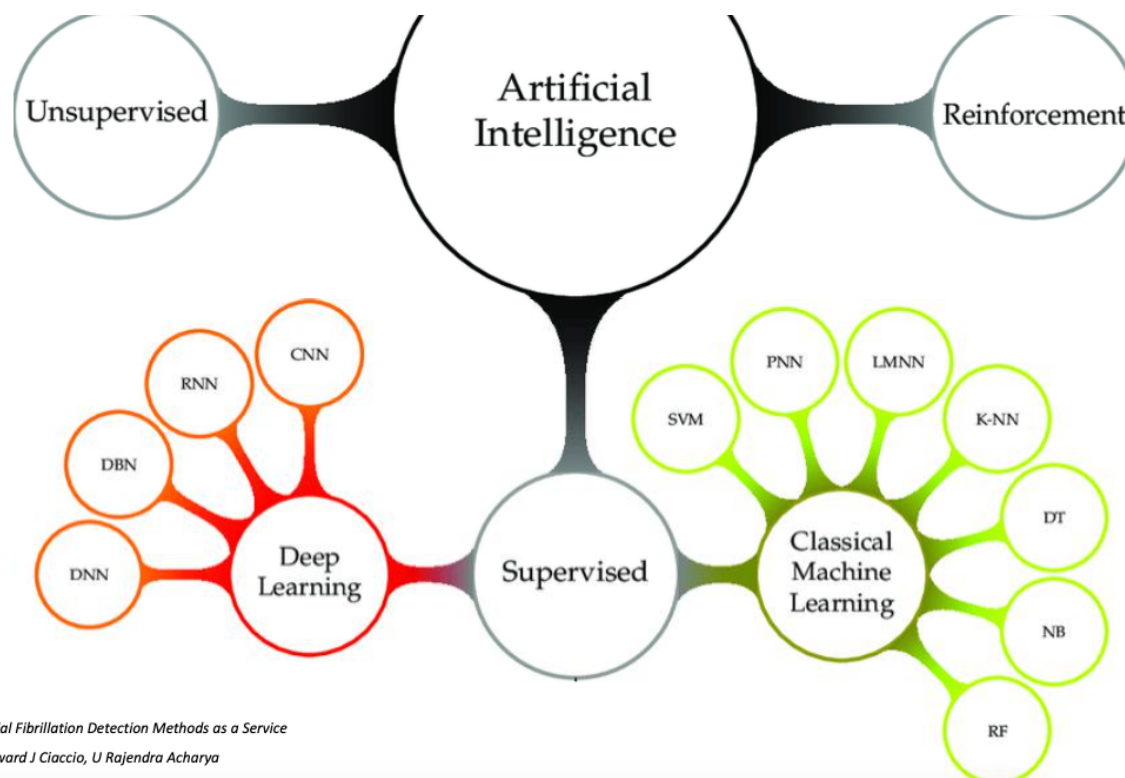 Artificial
Intelligence
Unsupervised
Reinforcement
CNN
RNN
DBN
DNN
Deep
Learning
Supervised
Classical
Machine
Learning
SVM
PNN
LMNN
K-NN
DT
NB
RF
al Fibrillation Detection Methods as a Service
ward J Ciaccio, U Rajendra Acharya